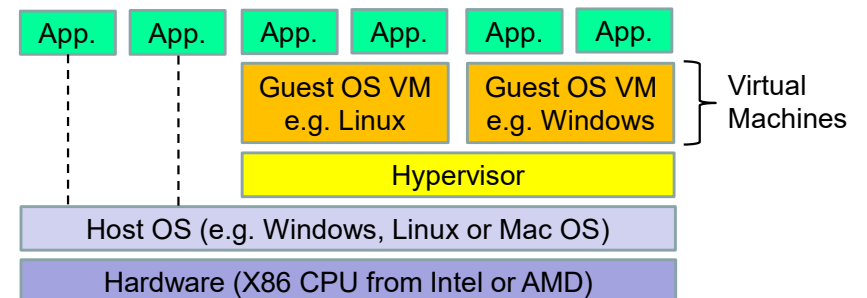 App.
App.
App.
App.
App.
App.
Guest OS VM
e.g. Linux
Guest OS VM
e.g. Windows
Virtual
Machines
Hypervisor
Host OS (e.g. Windows, Linux or Mac OS)
Hardware (X86 CPU from Intel or AMD)